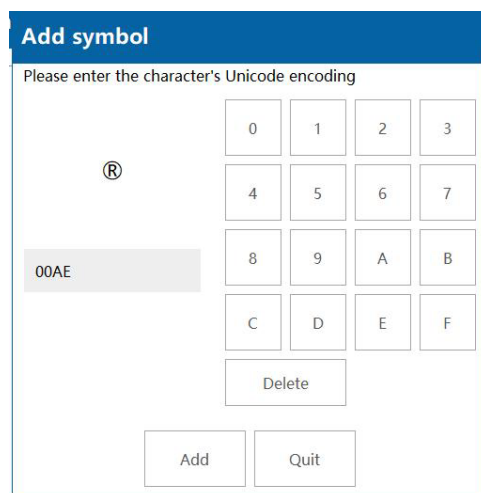 Add symbol
Please enter the character's Unicode encoding
0 1 2 3
®
4 5 6 7
00AE
8 9 A B
C D E F
Delete
Add Quit